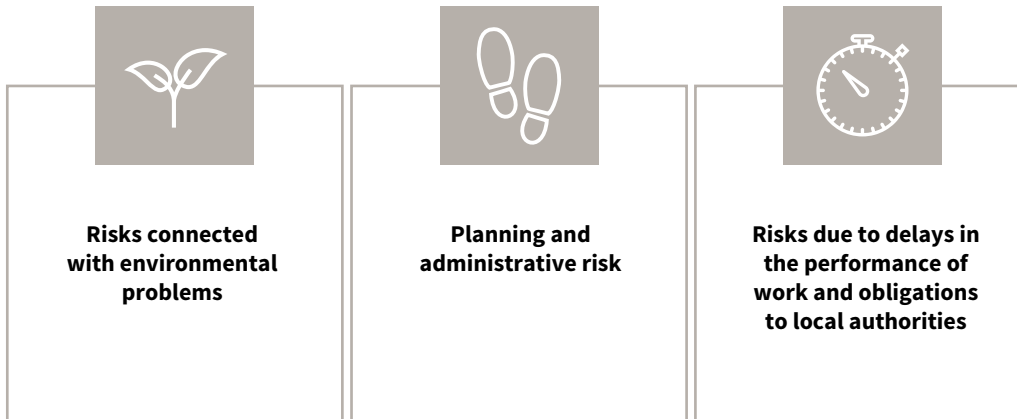 Risks connected
with environmental
problems
Planning and
administrative risk
Risks due to delays in
the performance of
work and obligations
to local authorities